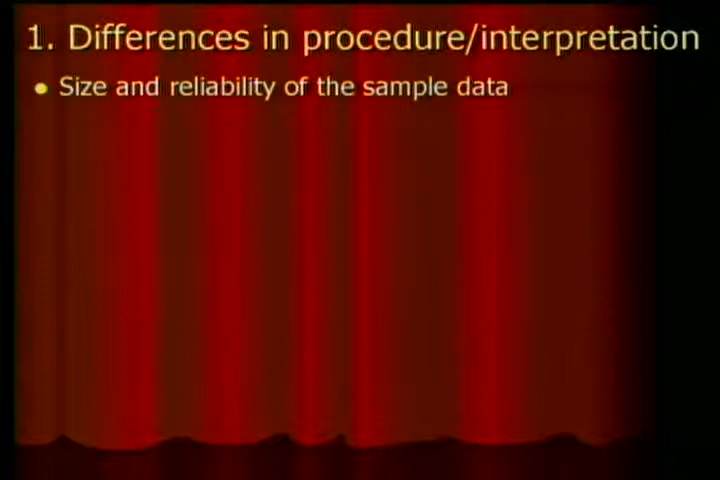 1. Differences in procedure/interpretation
• Size and reliability of the sample data